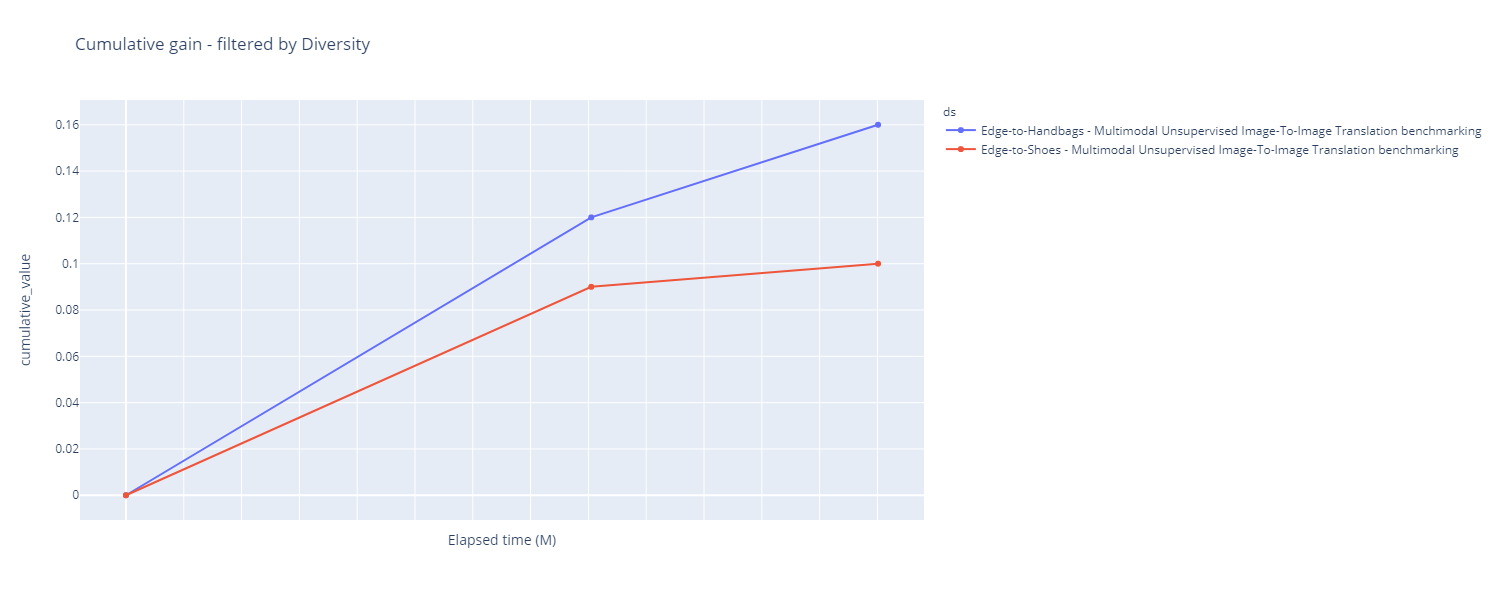 Cumulative gain - filtered by Diversity
ds
Edge-to-Handbags - Multimodal Unsupervised Image-To-Image Translation benchmarking
Edge-to-Shoes - Multimodal Unsupervised Image-To-Image Translation benchmarking
0.16
0.14
0.12
0.1
0.08
0.06
0.04
0.02
0
cumulative_value
Elapsed time (M)